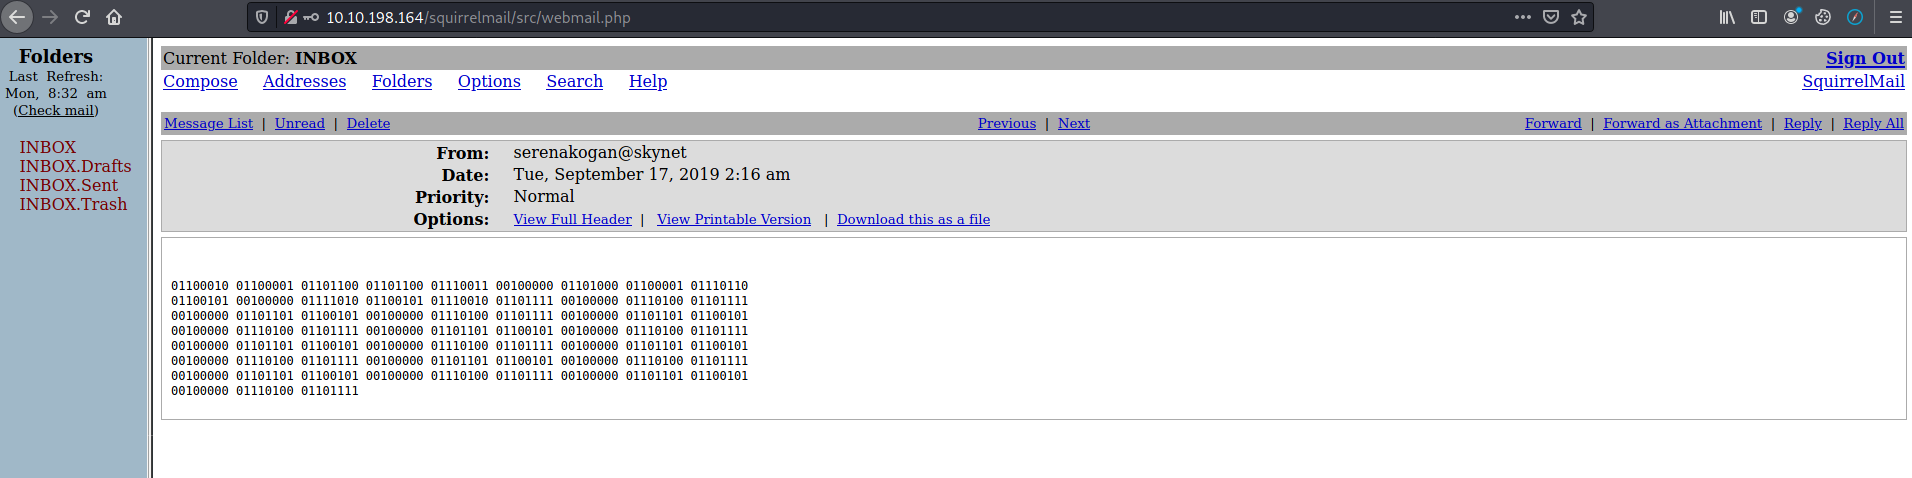 10.10.198.164/squirrelmail/src/webmail.php
Folders
Last Refresh:
Mon, 8:32 am
(Check mail)
INBOX
INBOX.Drafts
INBOX.Sent
INBOX.Trash
Current Folder: INBOX Sign Out
Compose Addresses Folders Options Search Help SquirrelMail
Message List | Unread | Delete Previous | Next Forward | Forward as Attachment | Reply | Reply All
From: serenakogan@skynet
Date: Tue, September 17, 2019 2:16 am
Priority: Normal
Options: View Full Header | View Printable Version | Download this as a file
01100010 01100001 01101100 01101100 01110011 00100000 01101000 01100001 01110110
01100101 00100000 01111010 01100101 01110010 01101111 00100000 01110100 01101111
00100000 01101101 01100101 00100000 01110100 01101111 00100000 01101101 01100101
00100000 01110100 01101111 00100000 01101101 01100101 00100000 01110100 01101111
00100000 01101101 01100101 00100000 01110100 01101111 00100000 01101101 01100101
00100000 01110100 01101111 00100000 01101101 01100101 00100000 01110100 01101111
00100000 01101101 01100101 00100000 01110100 01101111 00100000 01101101 01100101
00100000 01110100 01101111